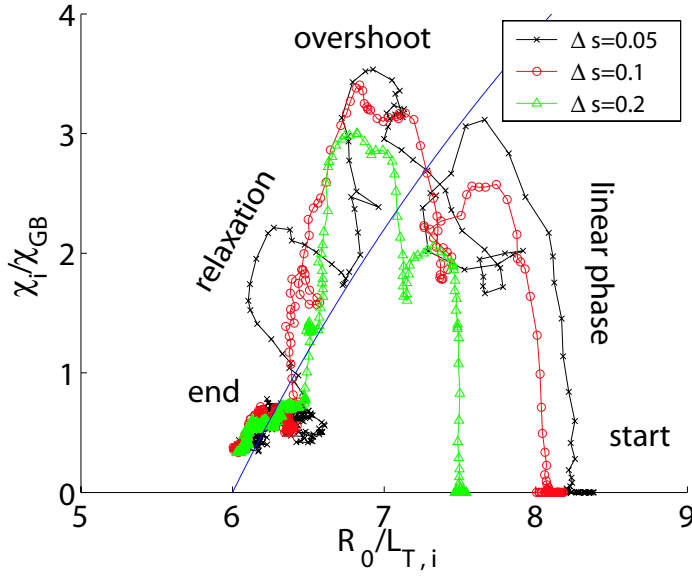 overshoot
Δ s=0.05
Δ s=0.1
Δ s=0.2
relaxation
linear phase
end
start
χi/χGB
0
1
2
3
4
5
6
7
8
9
R0/LT,i